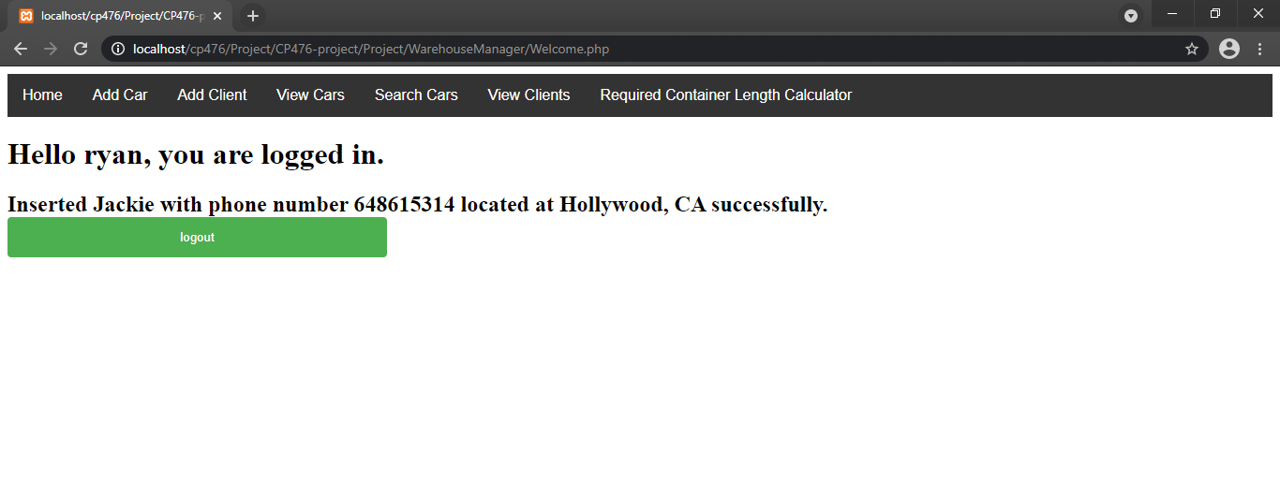 localhost/cp476/Project/CP476-p
localhost/cp476/Project/CP476-project/Project/WarehouseManager/Welcome.php
Home Add Car Add Client View Cars Search Cars View Clients Required Container Length Calculator
Hello ryan, you are logged in.
Inserted Jackie with phone number 648615314 located at Hollywood, CA successfully.
logout